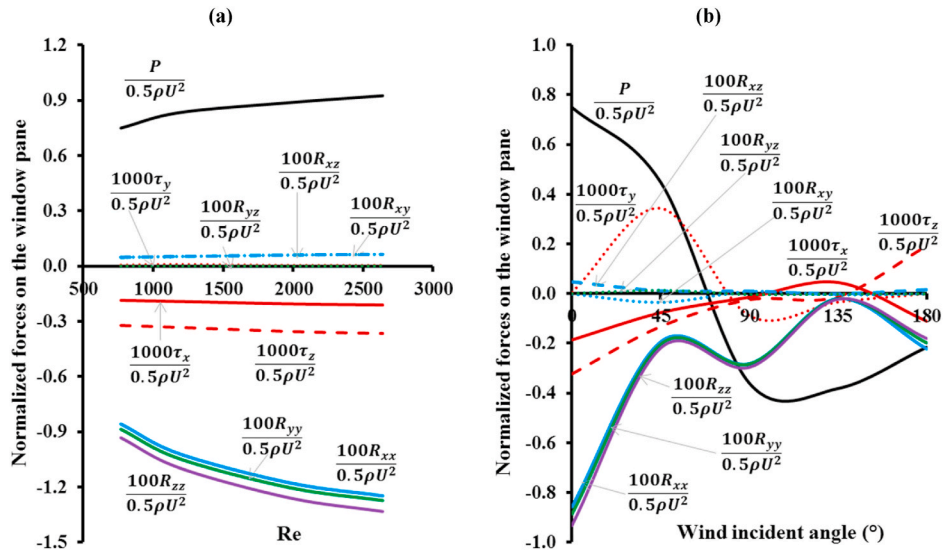 (a)
Normalized forces on the window pane
1.2
0.9
0.6
0.3
0.0
-0.3
-0.6
-0.9
-1.2
-1.5
500
1000
1500
2000
2500
3000
P
0.5ρU²
1000τy
0.5ρU²
100Ryz
0.5ρU²
100Rxz
0.5ρU²
100Rxy
0.5ρU²
1000τx
0.5ρU²
1000τz
0.5ρU²
100Ryy
0.5ρU²
100Rxx
0.5ρU²
100Rzz
0.5ρU²
Re
(b)
Normalized forces on the window pane
1.0
0.8
0.6
0.4
0.2
0.0
-0.2
-0.4
-0.6
-0.8
-1.0
0
45
90
135
180
P
0.5ρU²
100Rxz
0.5ρU²
100Ryz
0.5ρU²
1000τy
0.5ρU²
100Rxy
0.5ρU²
1000τx
0.5ρU²
1000τz
0.5ρU²
100Rzz
0.5ρU²
100Ryy
0.5ρU²
100Rxx
0.5ρU²
Wind incident angle (°)